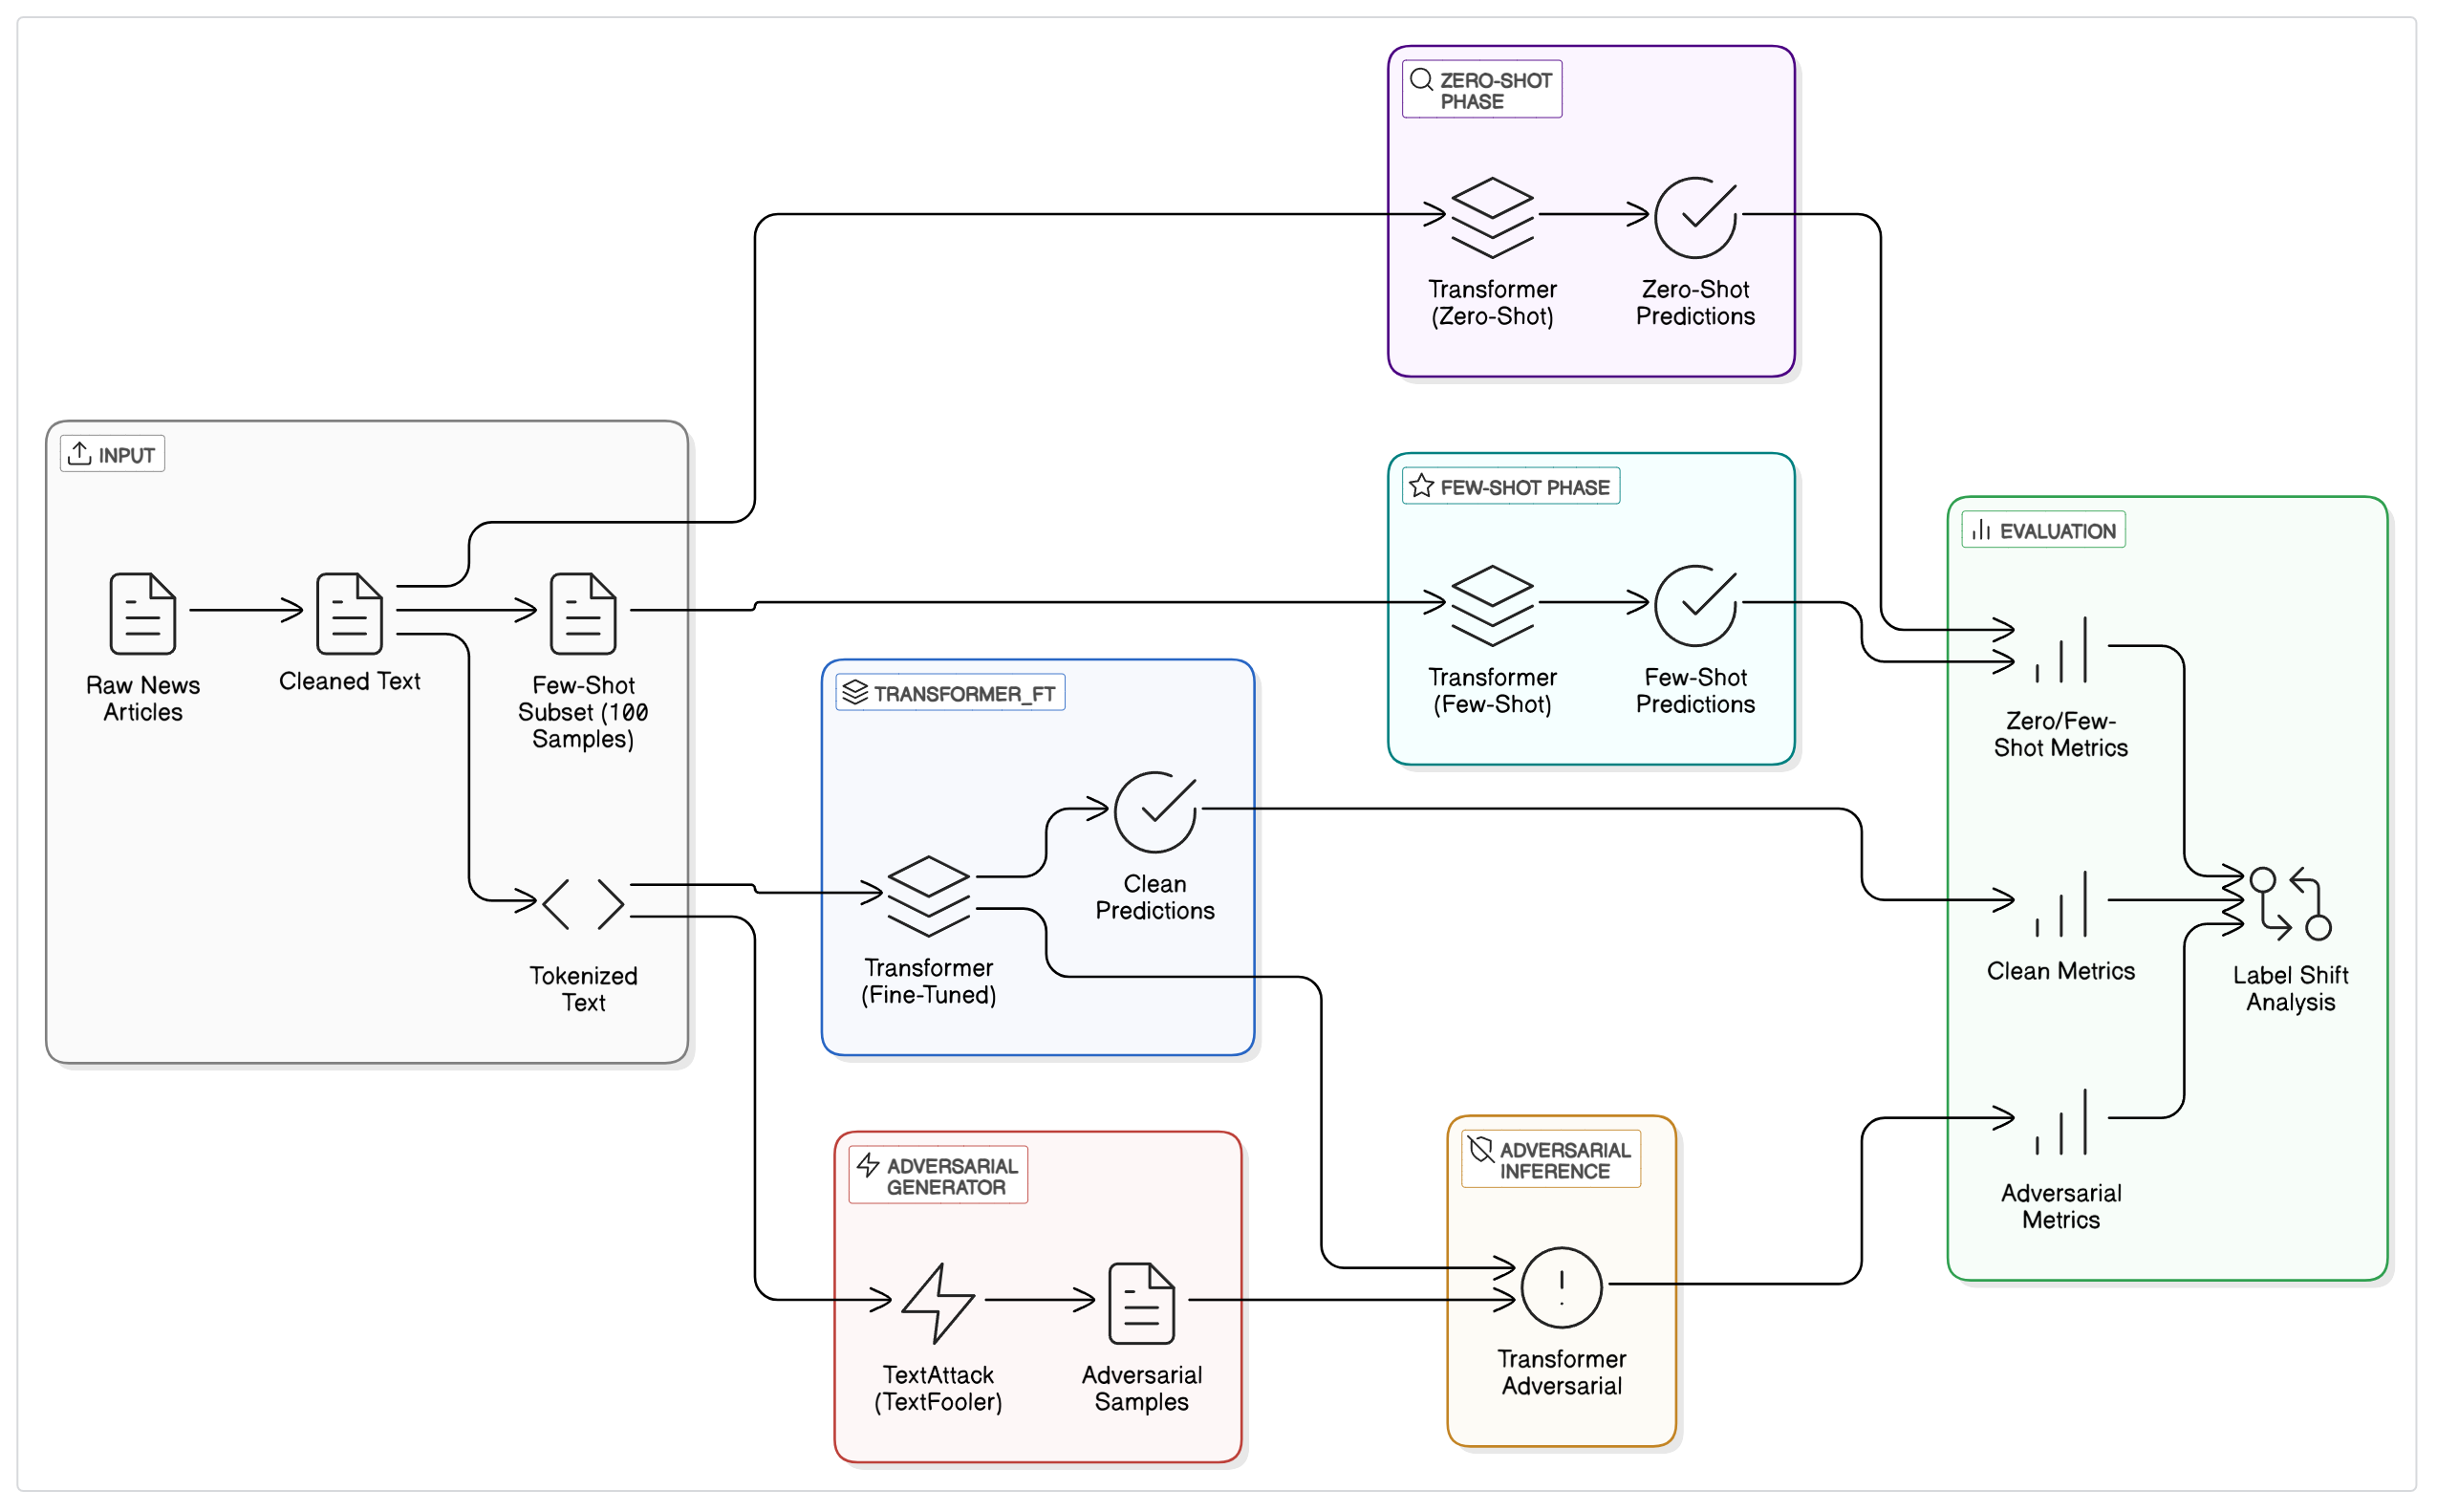 ZERO-SHOT
PHASE
Transformer
(Zero-Shot)
Zero-Shot
Predictions
INPUT
Raw News
Articles
Cleaned Text
Few-Shot
Subset (100
Samples)
Tokenized
Text
FEW-SHOT PHASE
Transformer
(Few-Shot)
Few-Shot
Predictions
TRANSFORMER_FT
Clean
Predictions
Transformer
(Fine-Tuned)
EVALUATION
Zero/Few-
Shot Metrics
Clean Metrics
Label Shift
Analysis
Adversarial
Metrics
ADVERSARIAL
GENERATOR
TextAttack
(TextFooler)
Adversarial
Samples
ADVERSARIAL
INFERENCE
Transformer
Adversarial